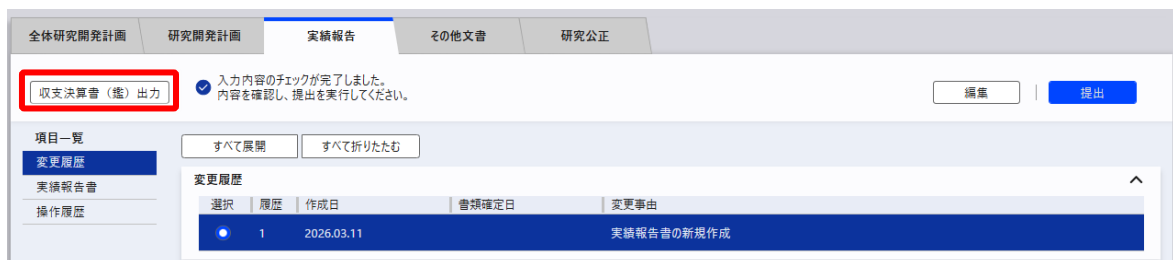 全体研究開発計画 研究開発計画 実績報告 その他文書 研究公正
収支決算書（鑑）出力
入力内容のチェックが完了しました。
内容を確認し、提出を実行してください。
編集 提出
項目一覧
変更履歴
実績報告書
操作履歴
すべて展開 すべて折りたたむ
変更履歴
選択 履歴 作成日 書類確定日 変更事由
1 2026.03.11 実績報告書の新規作成